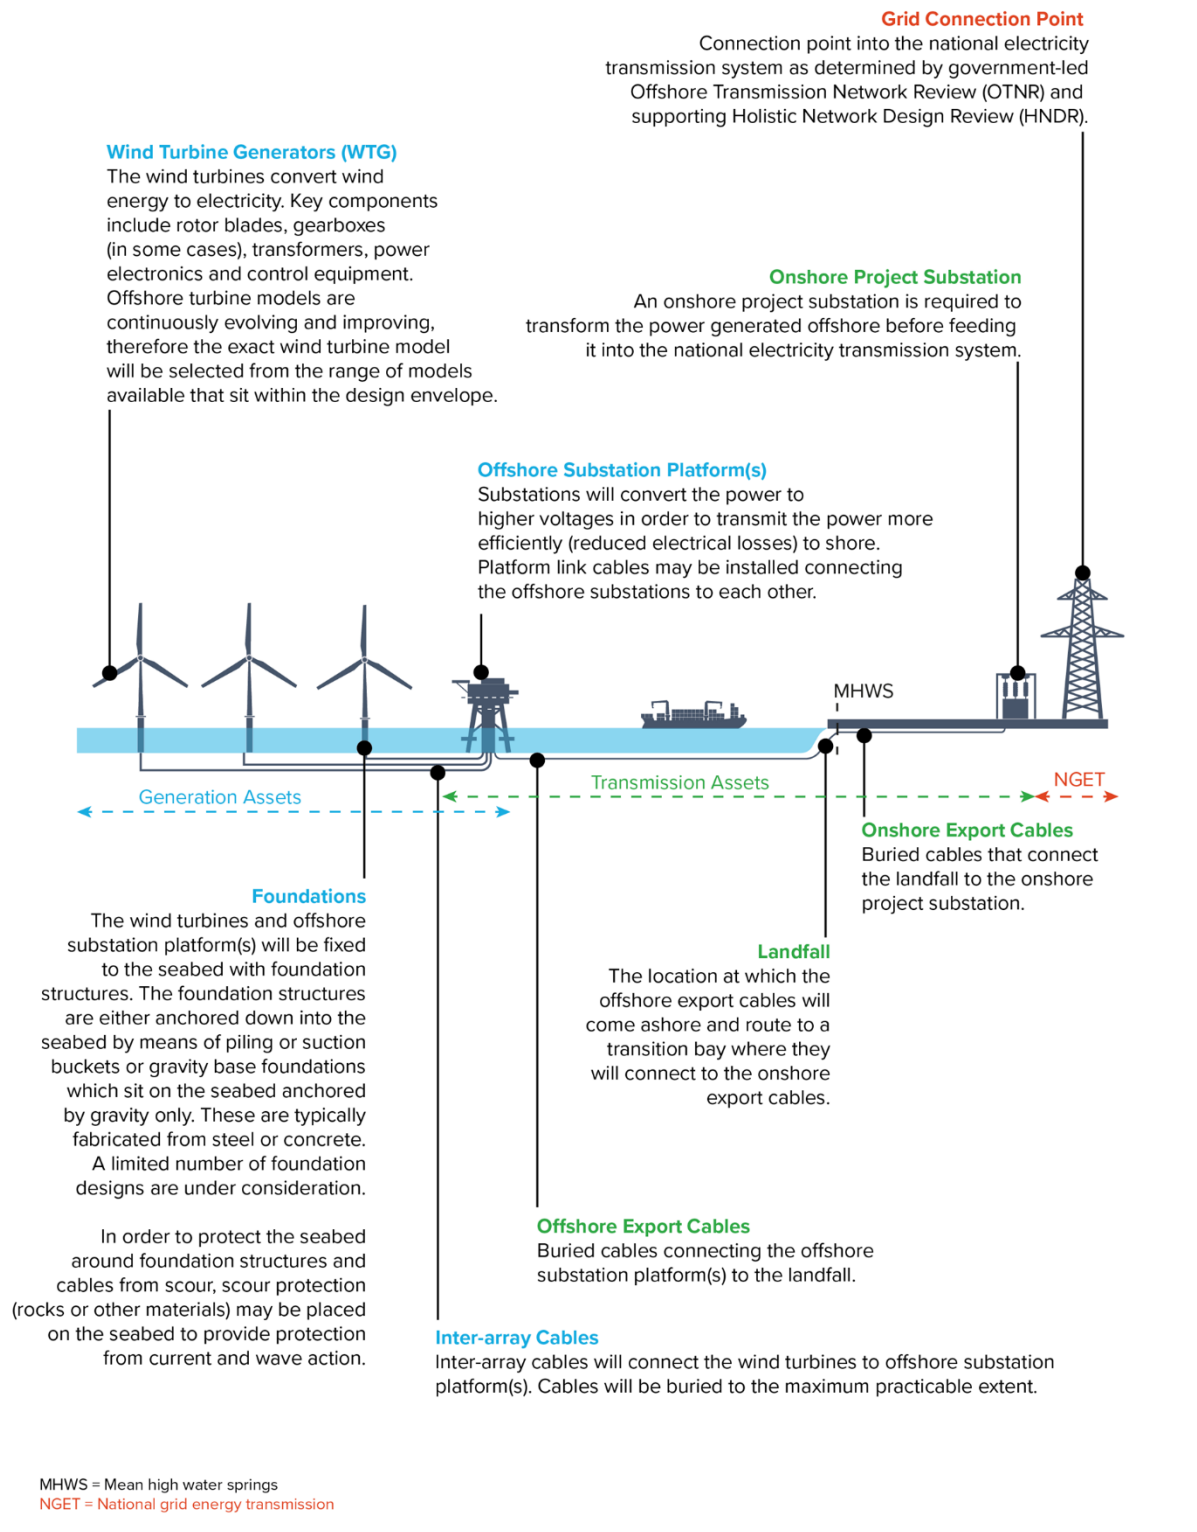 Grid Connection Point
Connection point into the national electricity
transmission system as determined by government-led
Offshore Transmission Network Review (OTNR) and
supporting Holistic Network Design Review (HNDR).
Wind Turbine Generators (WTG)
The wind turbines convert wind
energy to electricity. Key components
include rotor blades, gearboxes
(in some cases), transformers, power
electronics and control equipment.
Offshore turbine models are
continuously evolving and improving,
therefore the exact wind turbine model
will be selected from the range of models
available that sit within the design envelope.
Onshore Project Substation
An onshore project substation is required to
transform the power generated offshore before feeding
it into the national electricity transmission system.
Offshore Substation Platform(s)
Substations will convert the power to
higher voltages in order to transmit the power more
efficiently (reduced electrical losses) to shore.
Platform link cables may be installed connecting
the offshore substations to each other.
MHWS
Generation Assets
Transmission Assets
NGET
Onshore Export Cables
Buried cables that connect
the landfall to the onshore
project substation.
Foundations
The wind turbines and offshore
substation platform(s) will be fixed
to the seabed with foundation
structures. The foundation structures
are either anchored down into the
seabed by means of piling or suction
buckets or gravity base foundations
which sit on the seabed anchored
by gravity only. These are typically
fabricated from steel or concrete.
A limited number of foundation
designs are under consideration.
In order to protect the seabed
around foundation structures and
cables from scour, scour protection
(rocks or other materials) may be placed
on the seabed to provide protection
from current and wave action.
Landfall
The location at which the
offshore export cables will
come ashore and route to a
transition bay where they
will connect to the onshore
export cables.
Offshore Export Cables
Buried cables connecting the offshore
substation platform(s) to the landfall.
Inter-array Cables
Inter-array cables will connect the wind turbines to offshore substation
platform(s). Cables will be buried to the maximum practicable extent.
MHWS = Mean high water springs
NGET = National grid energy transmission